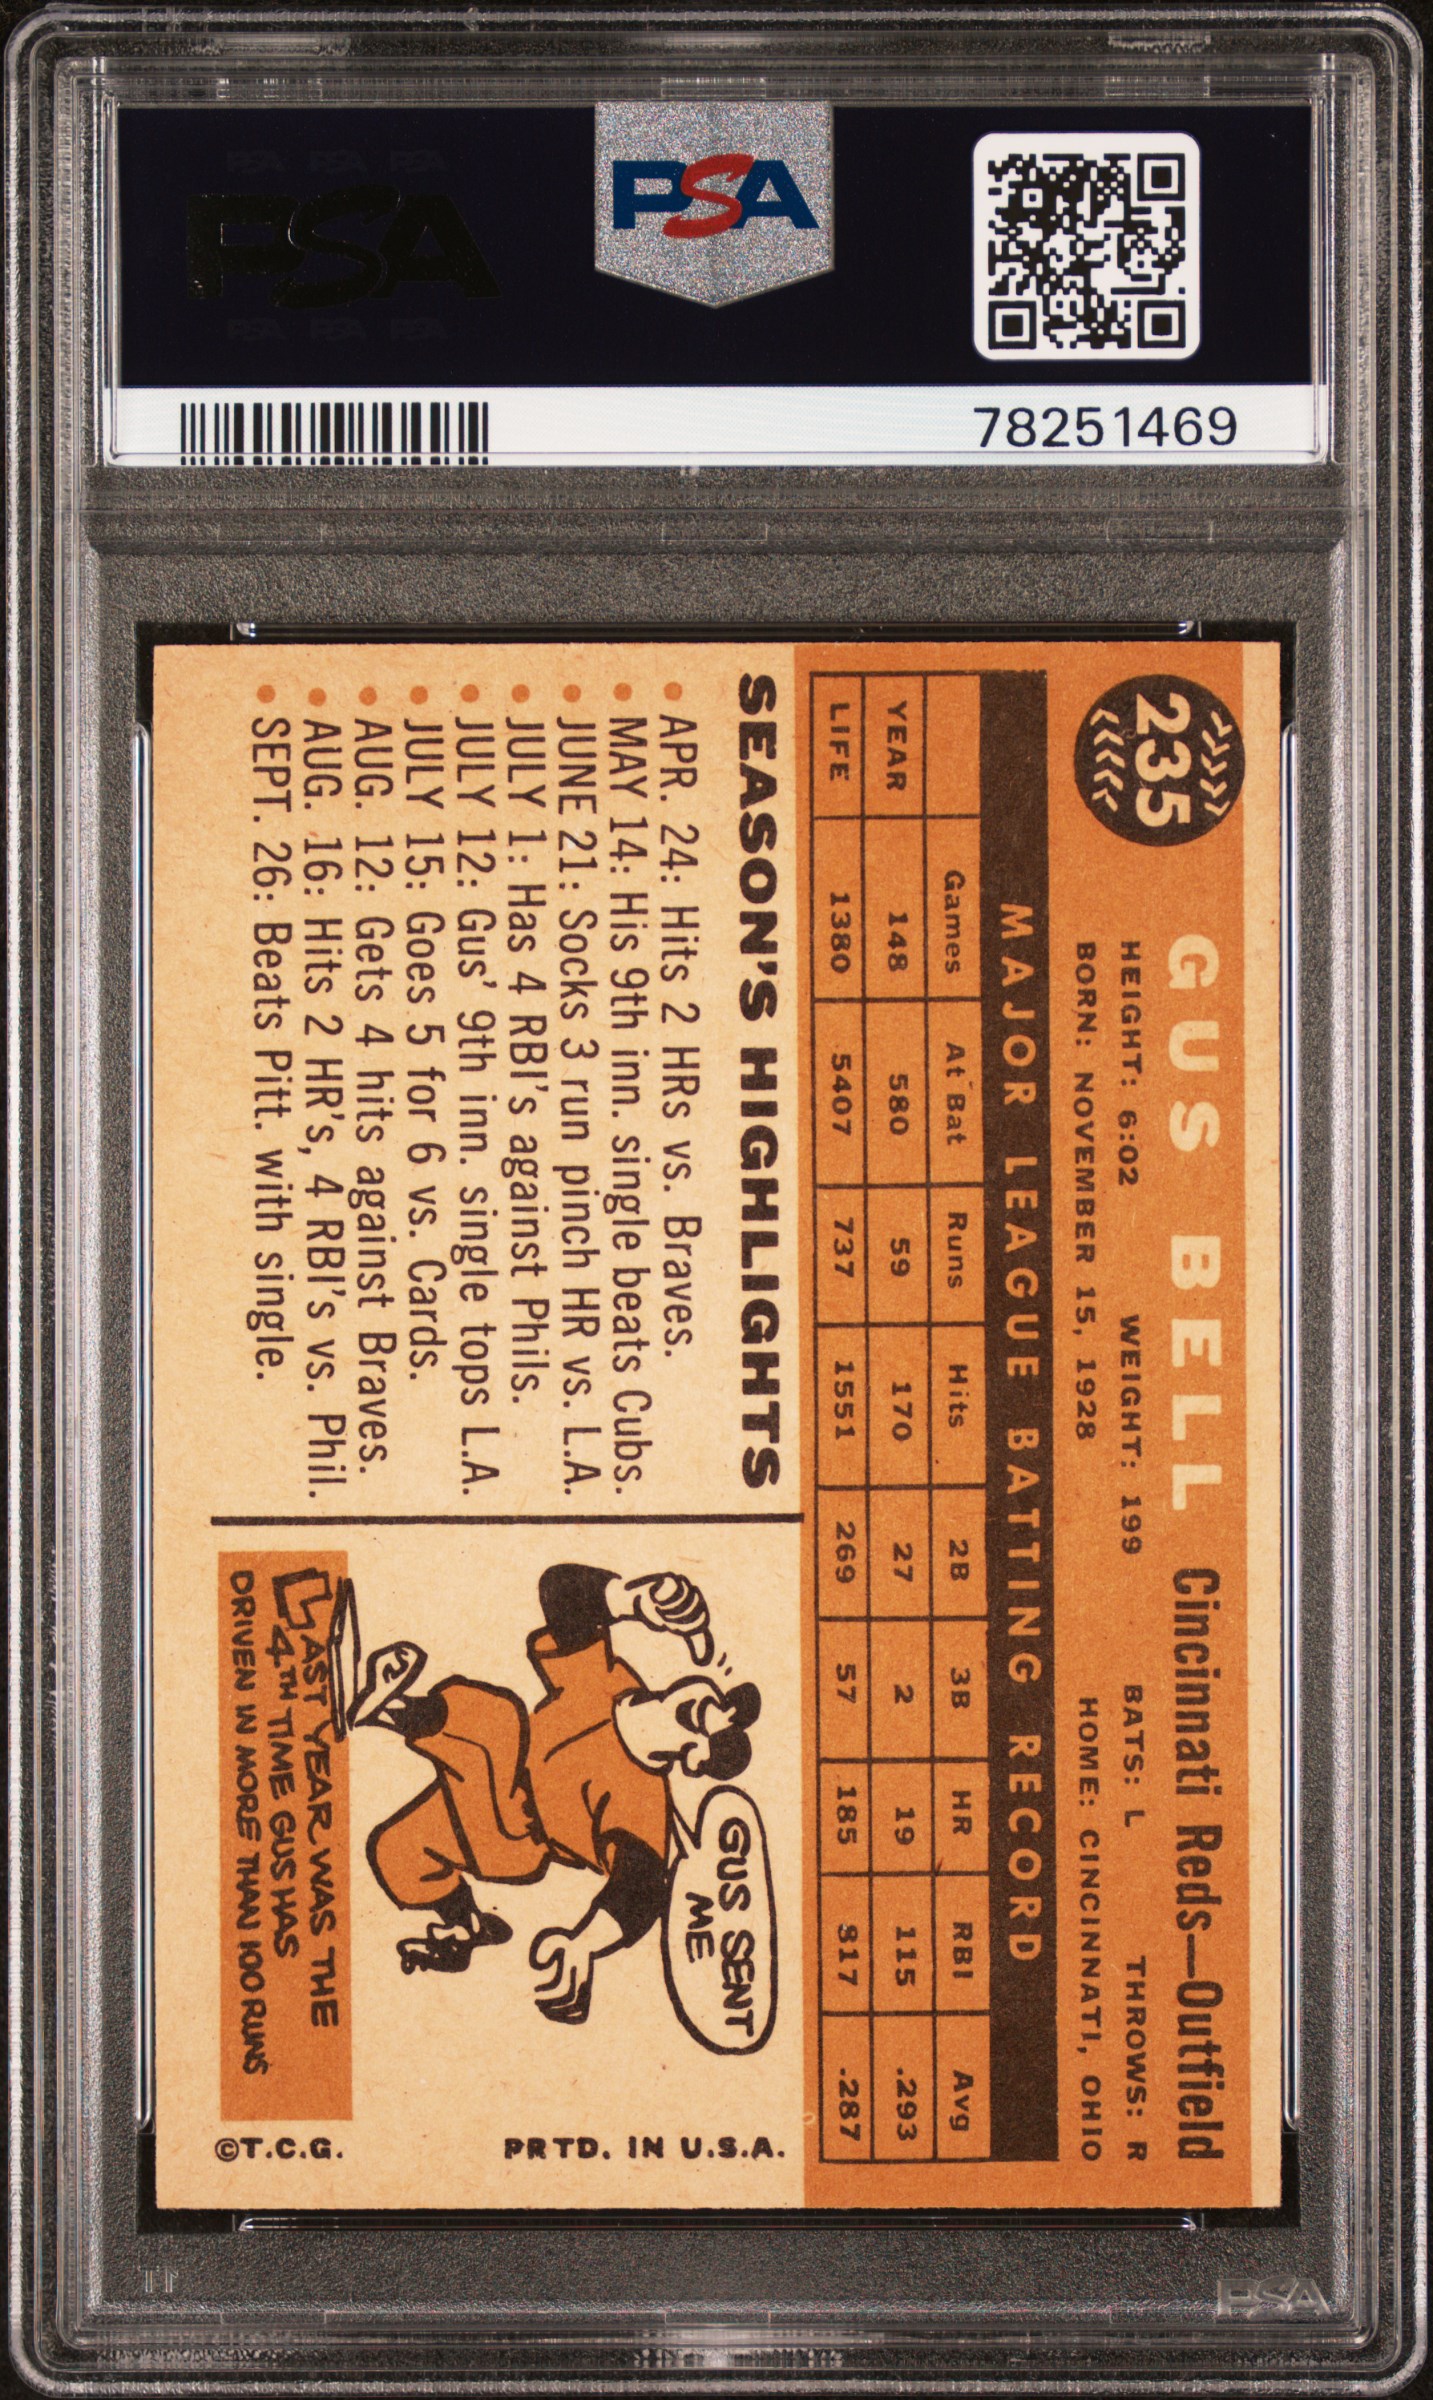 PSA PSA PSA
PSA
PSA PSA PSA
PSA
78251469
235
GUS BELL Cincinnati Reds—Outfield
HEIGHT: 6:02 WEIGHT: 199 BATS: L THROWS: R
BORN: NOVEMBER 15, 1928 HOME: CINCINNATI, OHIO
MAJOR LEAGUE BATTING RECORD
Games At Bat Runs Hits 2B 3B HR RBI Avg
YEAR 148 580 59 170 27 2 19 115 .293
LIFE 1380 5407 737 1551 269 57 185 817 .287
SEASON'S HIGHLIGHTS
• APR. 24: Hits 2 HRs vs. Braves.
• MAY 14: His 9th inn. single beats Cubs.
• JUNE 21: Socks 3 run pinch HR vs. L.A.
• JULY 1: Has 4 RBI's against Phils.
• JULY 12: Gus' 9th inn. single tops L.A.
• JULY 15: Goes 5 for 6 vs. Cards.
• AUG. 12: Gets 4 hits against Braves.
• AUG. 16: Hits 2 HR's, 4 RBI's vs. Phil.
• SEPT. 26: Beats Pitt. with single.
GUS SENT
ME
LAST YEAR WAS THE
4TH TIME GUS HAS
DRIVEN IN MORE THAN 100 RUNS
PRTD. IN U.S.A.
©T.C.G.
PSA